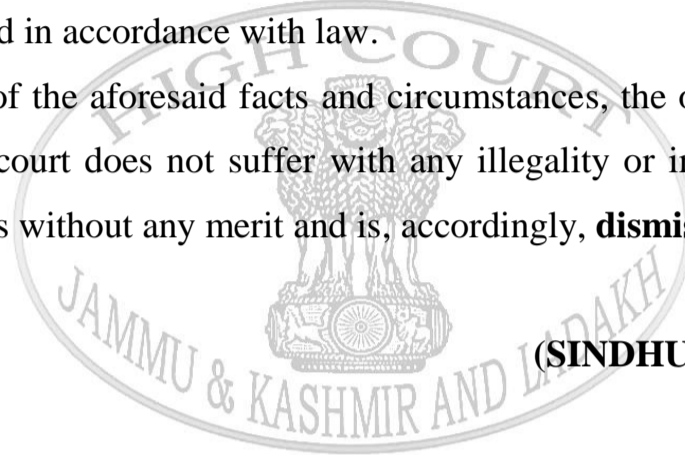 d in accordance with law.
of the aforesaid facts and circumstances, the
court does not suffer with any illegality or
s without any merit and is, accordingly, dismis
(SINDHU
HIGH COURT
JAMMU & KASHMIR AND LADAKH